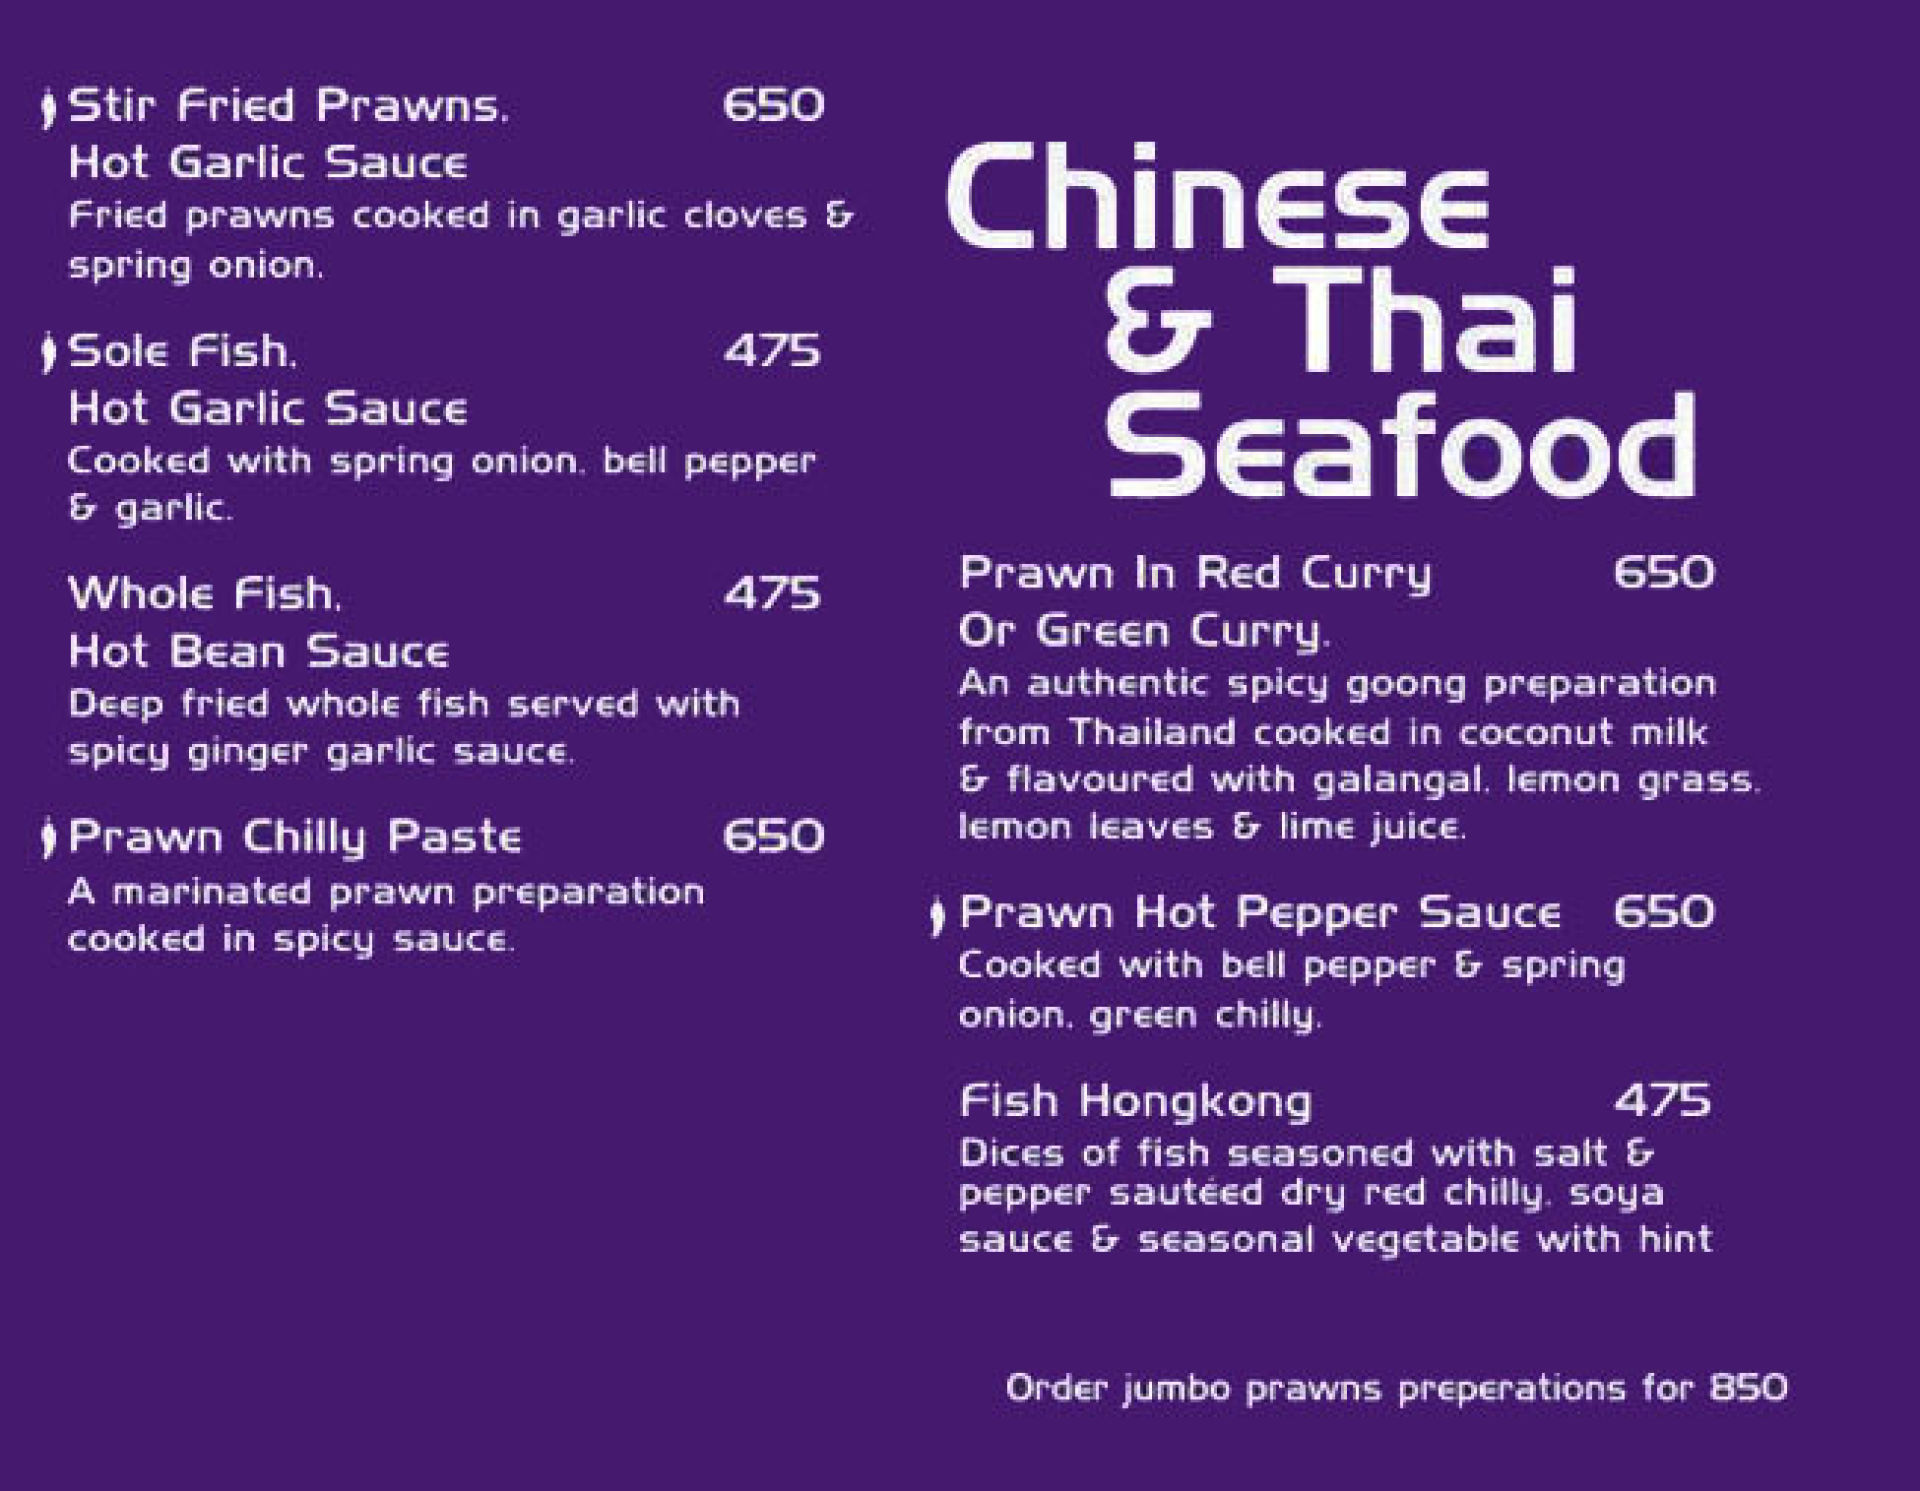 Stir Fried Prawns, 650
Hot Garlic Sauce
Fried prawns cooked in garlic cloves &
spring onion.
Sole Fish, 475
Hot Garlic Sauce
Cooked with spring onion, bell pepper
& garlic.
Whole Fish, 475
Hot Bean Sauce
Deep fried whole fish served with
spicy ginger garlic sauce.
Prawn Chilly Paste 650
A marinated prawn preparation
cooked in spicy sauce.
Chinese
& Thai
Seafood
Prawn In Red Curry 650
Or Green Curry.
An authentic spicy goong preparation
from Thailand cooked in coconut milk
& flavoured with galangal, lemon grass,
lemon leaves & lime juice.
Prawn Hot Pepper Sauce 650
Cooked with bell pepper & spring
onion, green chilly.
Fish Hongkong 475
Dices of fish seasoned with salt &
pepper sautéed dry red chilly, soya
sauce & seasonal vegetable with hint
Order jumbo prawns preperations for 850